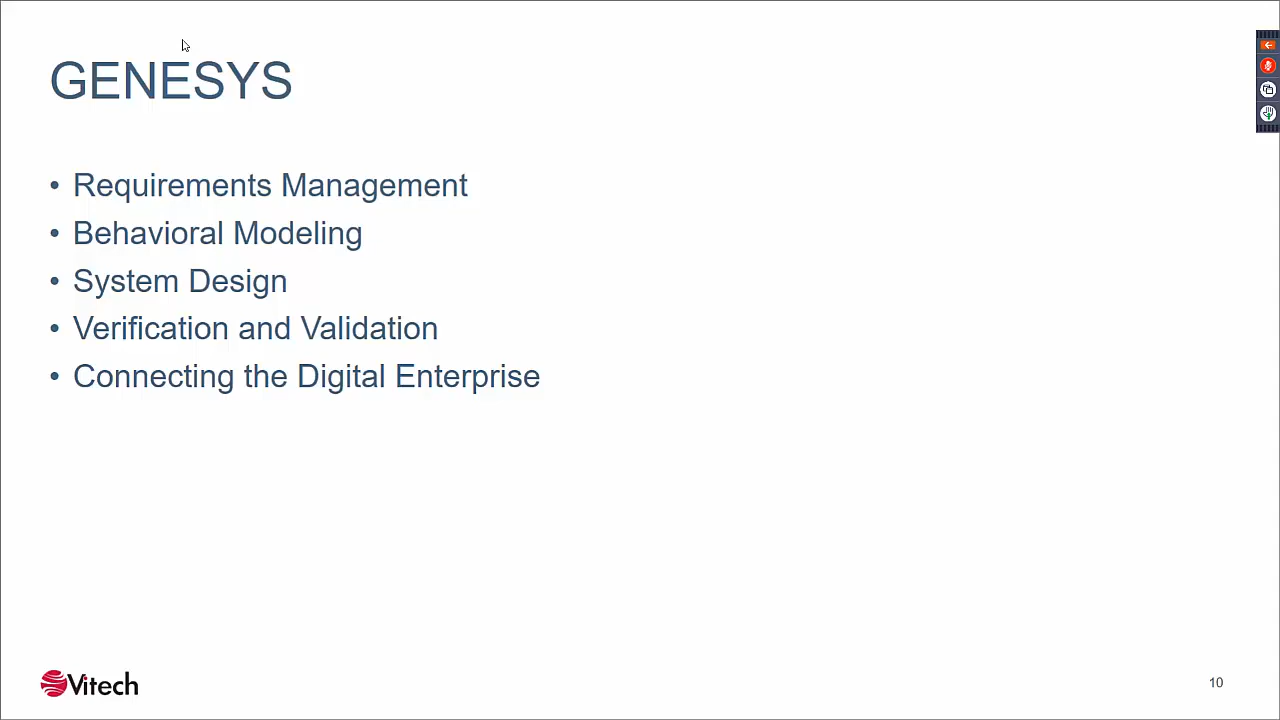 GENESYS
• Requirements Management
• Behavioral Modeling
• System Design
• Verification and Validation
• Connecting the Digital Enterprise
Vitech
10